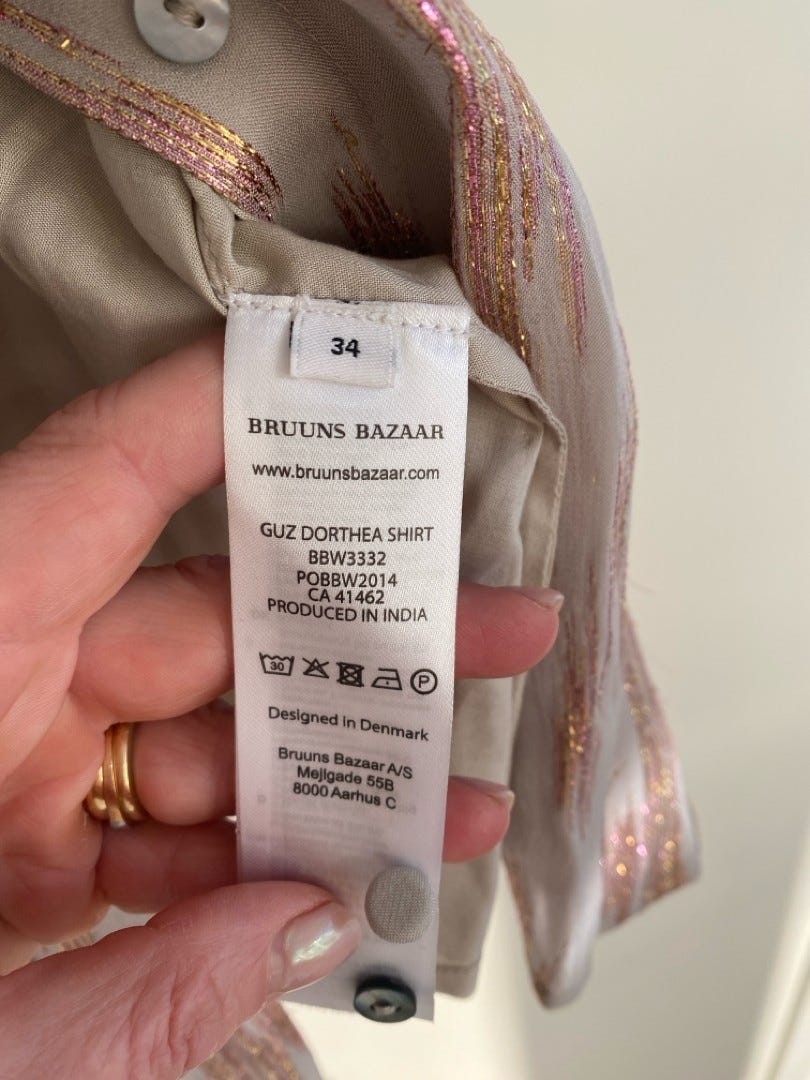 34
BRUUNS BAZAAR
www.bruunsbazaar.com
GUZ DORTHEA SHIRT
BBW3332
POBBW2014
CA 41462
PRODUCED IN INDIA
30
P
Designed in Denmark
Bruuns Bazaar A/S
Mejlgade 55B
8000 Aarhus C